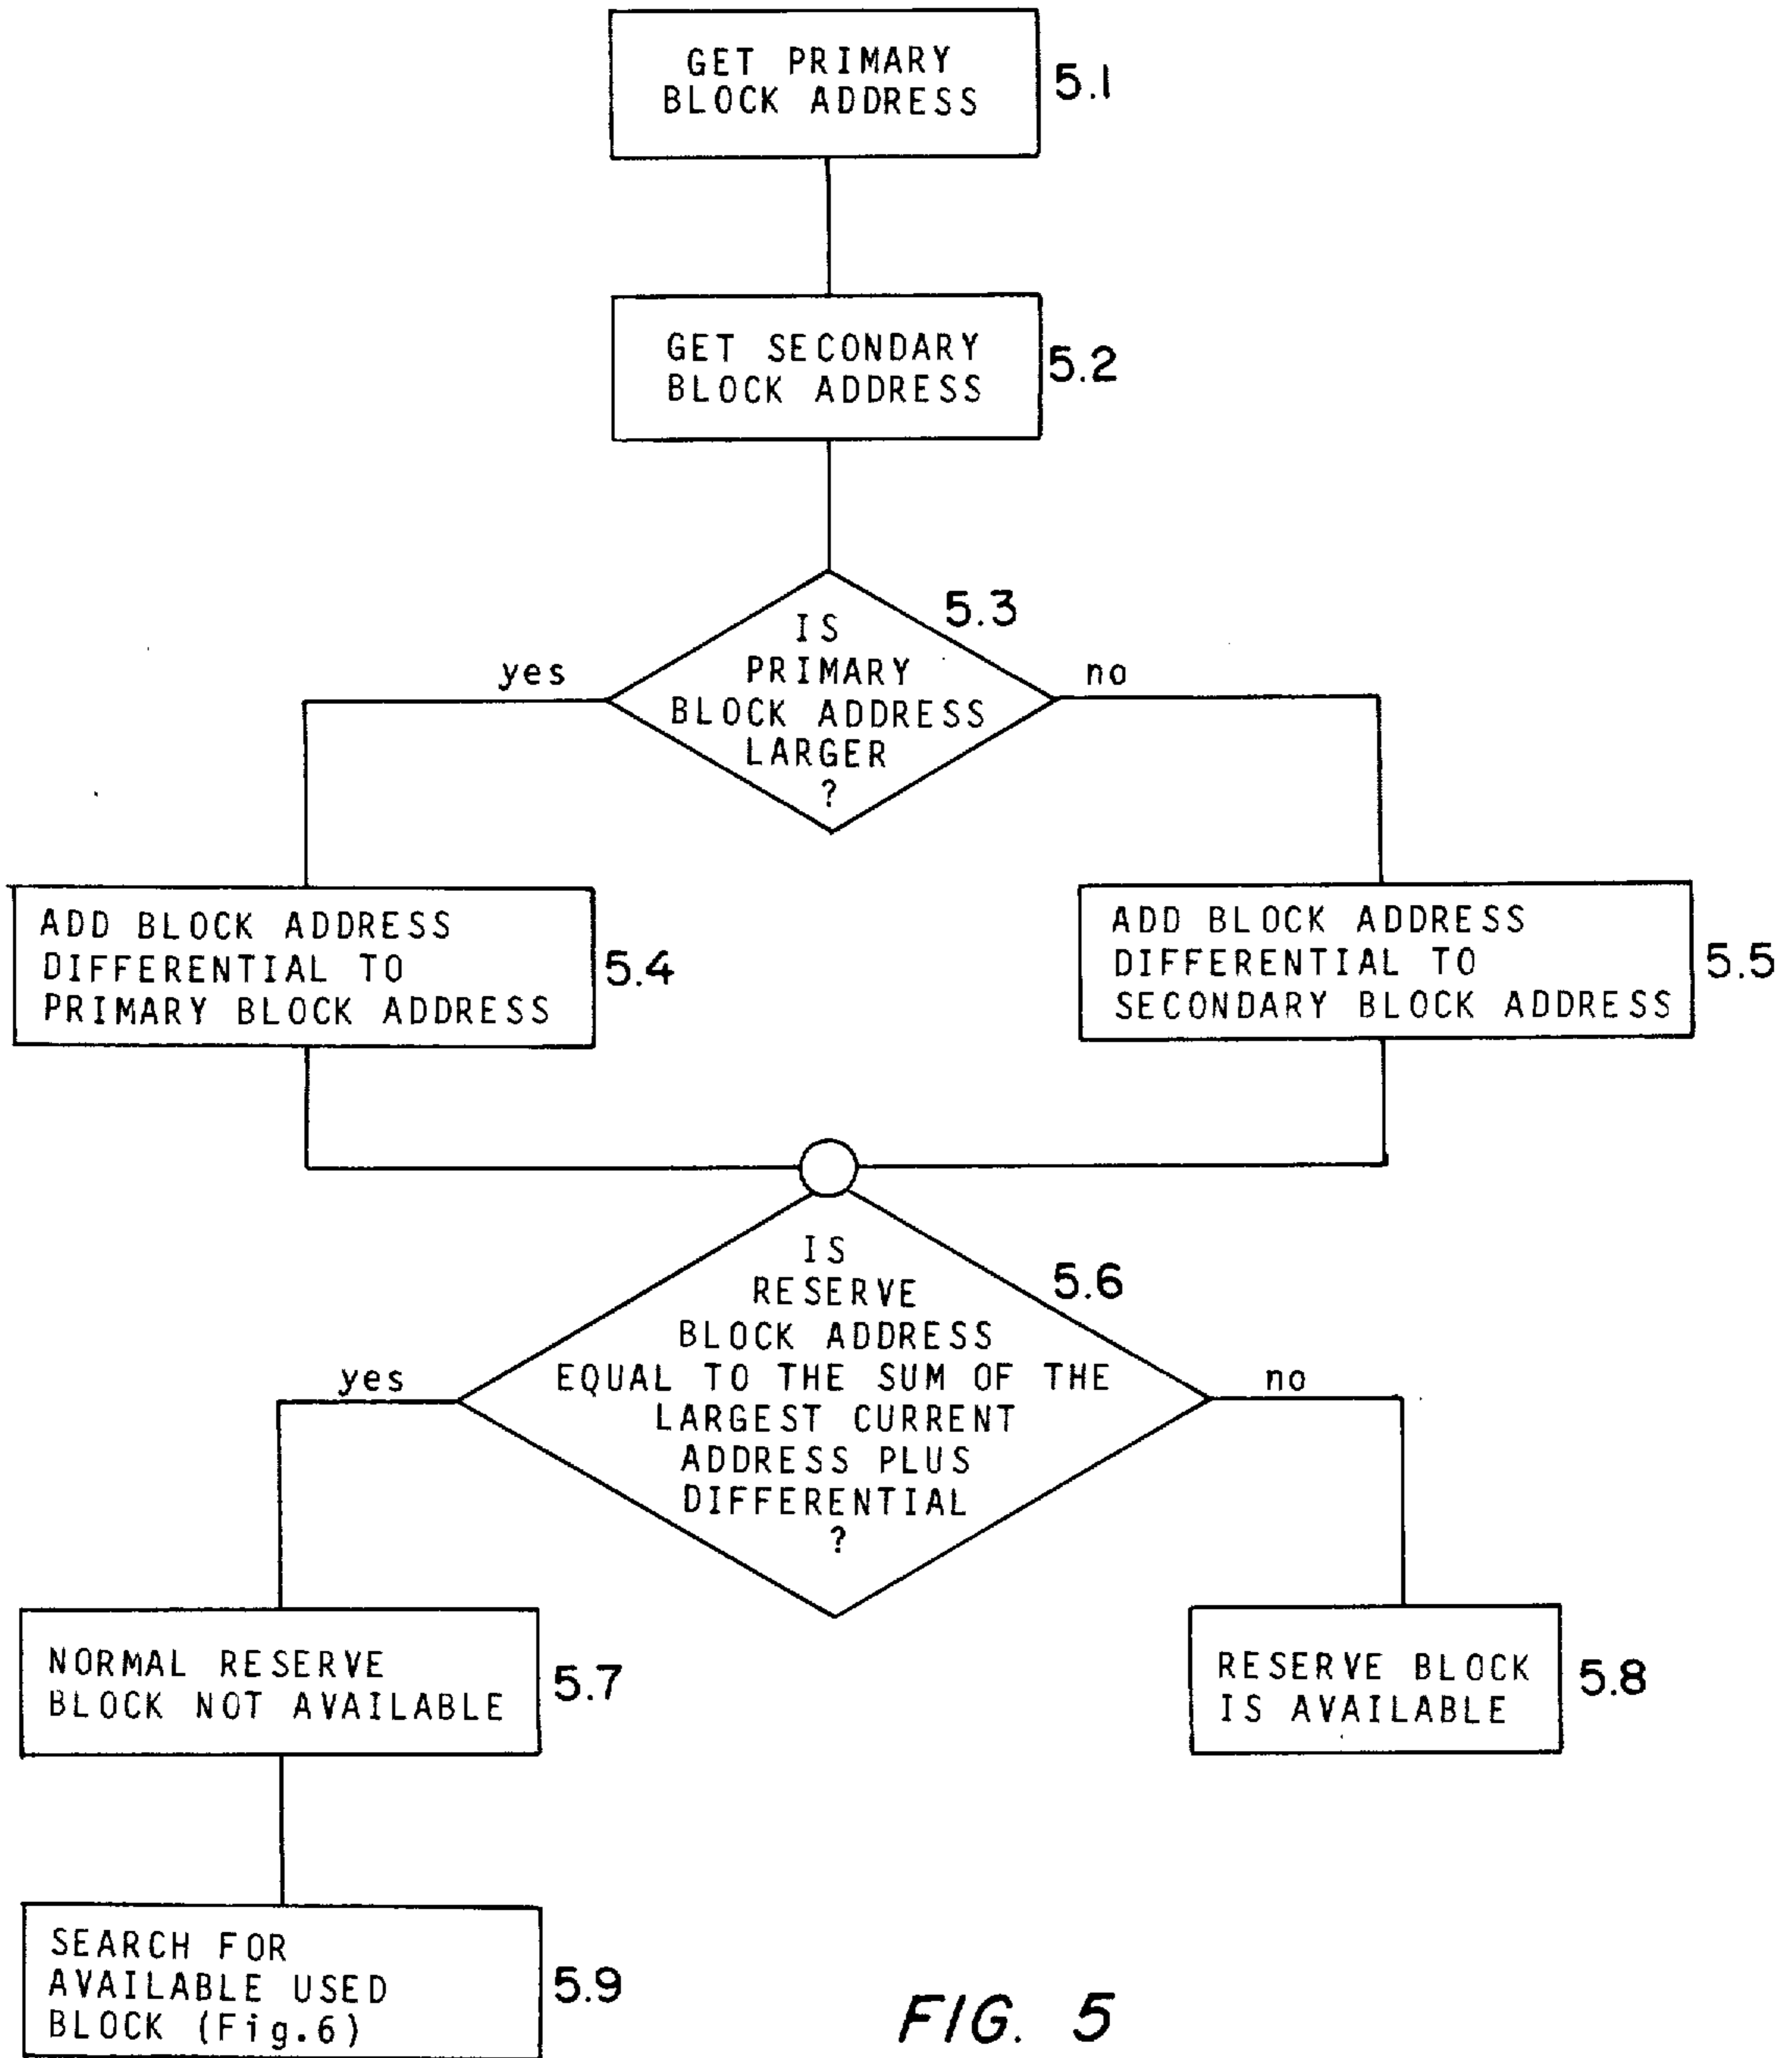 GET PRIMARY
BLOCK ADDRESS
5.1
GET SECONDARY
BLOCK ADDRESS
5.2
5.3
IS
PRIMARY
BLOCK ADDRESS
LARGER
?
yes
no
ADD BLOCK ADDRESS
DIFFERENTIAL TO
PRIMARY BLOCK ADDRESS
5.4
ADD BLOCK ADDRESS
DIFFERENTIAL TO
SECONDARY BLOCK ADDRESS
5.5
IS
RESERVE
BLOCK ADDRESS
EQUAL TO THE SUM OF THE
LARGEST CURRENT
ADDRESS PLUS
DIFFERENTIAL
?
5.6
yes
no
NORMAL RESERVE
BLOCK NOT AVAILABLE
5.7
RESERVE BLOCK
IS AVAILABLE
5.8
SEARCH FOR
AVAILABLE USED
BLOCK (Fig.6)
5.9
FIG. 5